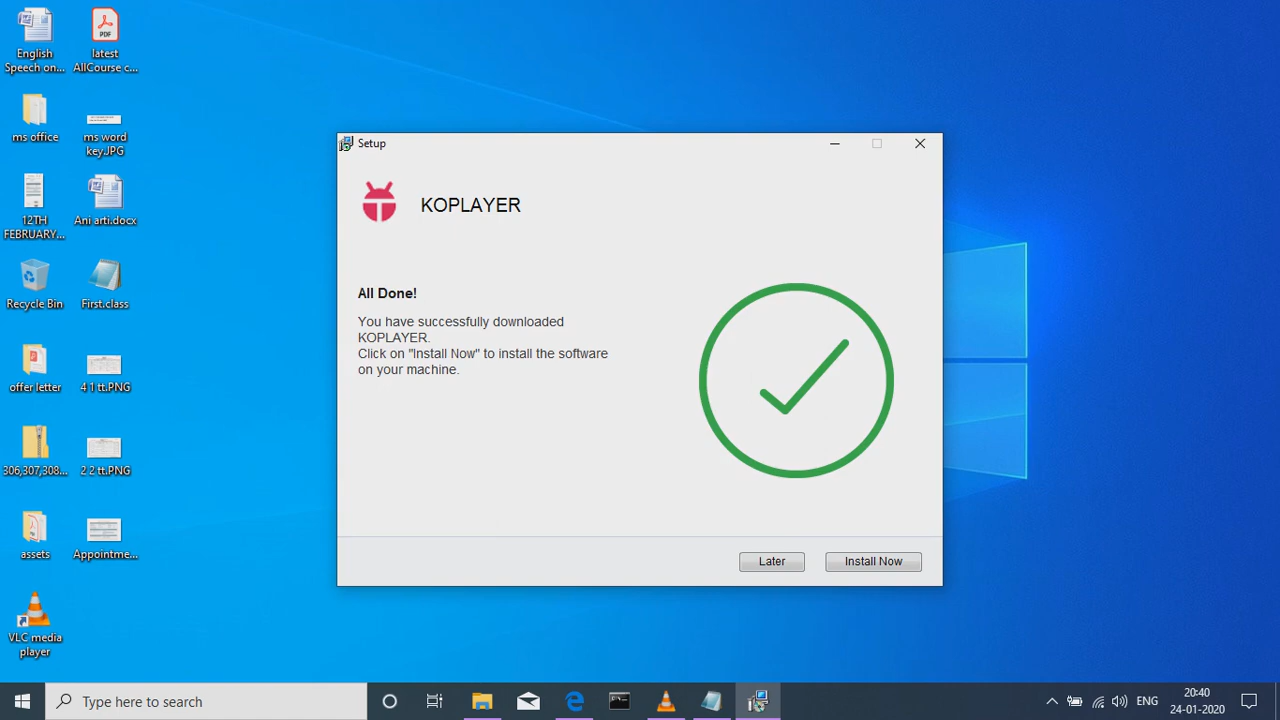 English
Speech on...
latest
AllCourse c...
PDF
ms office
ms word
key.JPG
12TH
FEBRUARY...
Ani arti.docx
Recycle Bin
First.class
offer letter
4 1 tt.PNG
306,307,308...
2 2 tt.PNG
assets
Appointme...
VLC media
player
Setup
KOPLAYER
All Done!
You have successfully downloaded
KOPLAYER.
Click on "Install Now" to install the software
on your machine.
Later
Install Now
Type here to search
ENG
20:40
24-01-2020